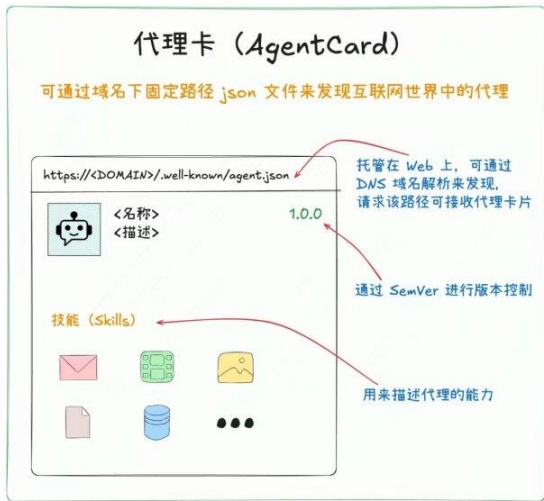 代理卡（AgentCard）
可通过域名下固定路径 json 文件来发现互联网世界中的代理
https://<DOMAIN>/.well-known/agent.json
托管在 Web 上，可通过
DNS 域名解析来发现，
请求该路径可接收代理卡片
<名称>
<描述>
1.0.0
通过 SemVer 进行版本控制
技能（Skills）
用来描述代理的能力